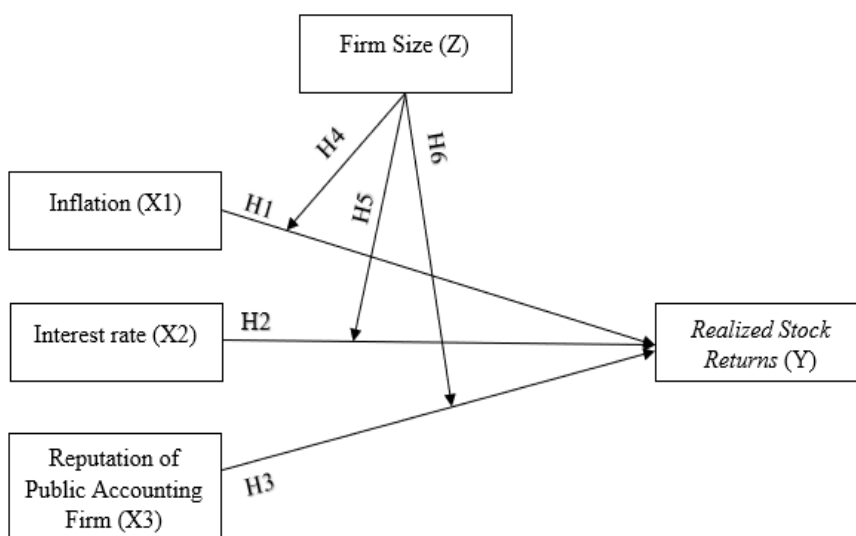 Firm Size (Z)
H4
H5
H6
Inflation (X1)
H1
Interest rate (X2)
H2
Realized Stock
Returns (Y)
Reputation of
Public Accounting
Firm (X3)
H3